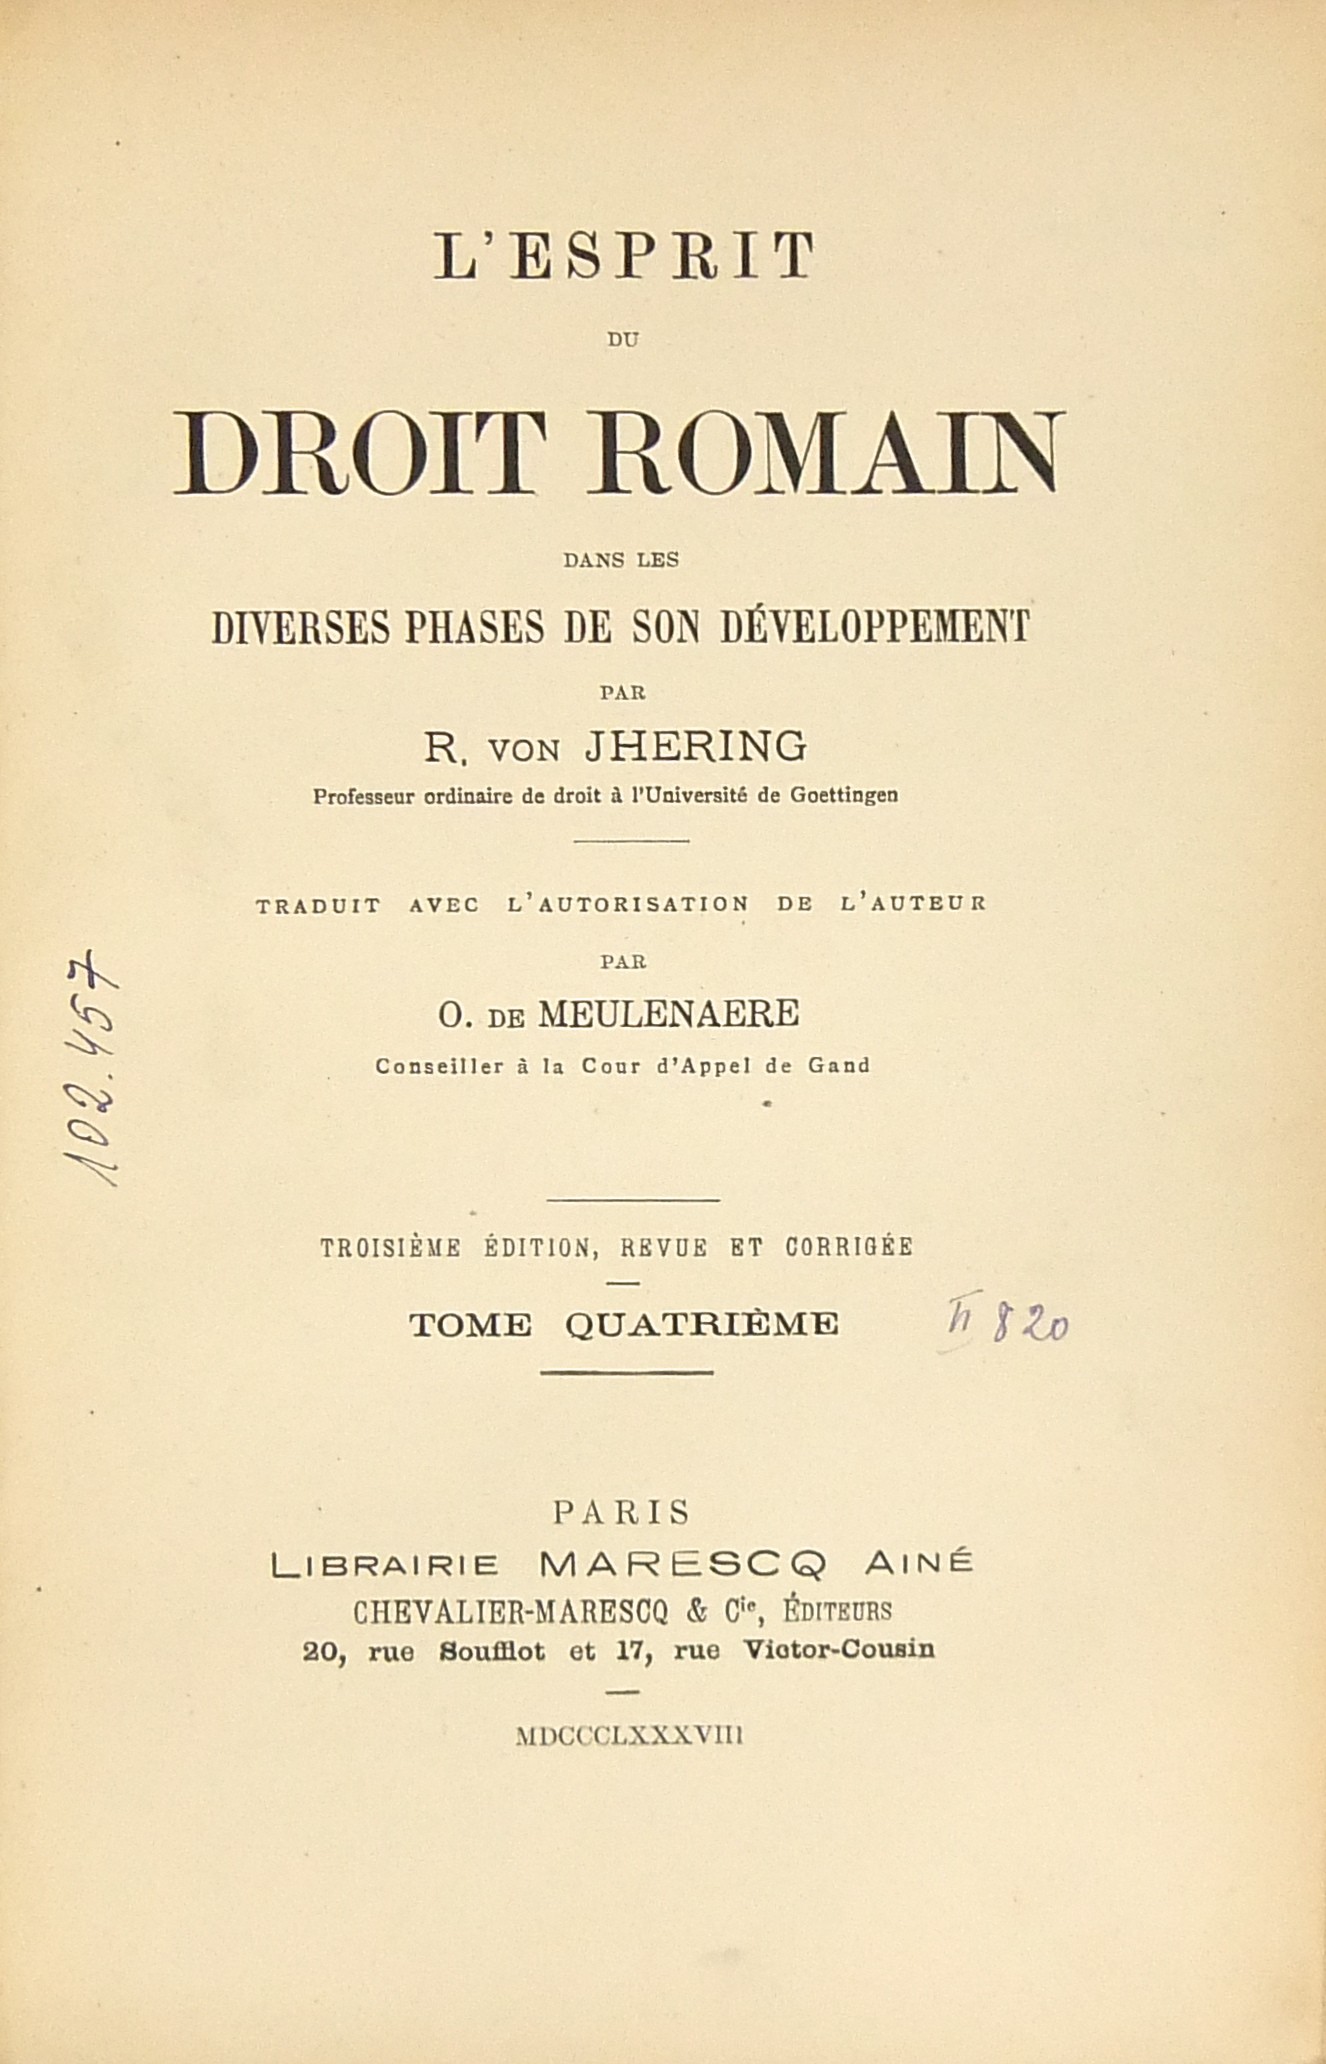 L'ESPRIT
DU
DROIT ROMAIN
DANS LES
DIVERSES PHASES DE SON DÉVELOPPEMENT
PAR
R. VON JHERING
Professeur ordinaire de droit à l'Université de Goettingen
TRADUIT AVEC L'AUTORISATION DE L'AUTEUR
PAR
O. DE MEULENAERE
Conseiller à la Cour d'Appel de Gand
102.457
TROISIÈME ÉDITION, REVUE ET CORRIGÉE
TOME QUATRIÈME
820
PARIS
LIBRAIRIE MARESCQ AINÉ
CHEVALIER-MARESCQ & Cie, ÉDITEURS
20, rue Soufflot et 17, rue Victor-Cousin
MDCCCLXXXVIII